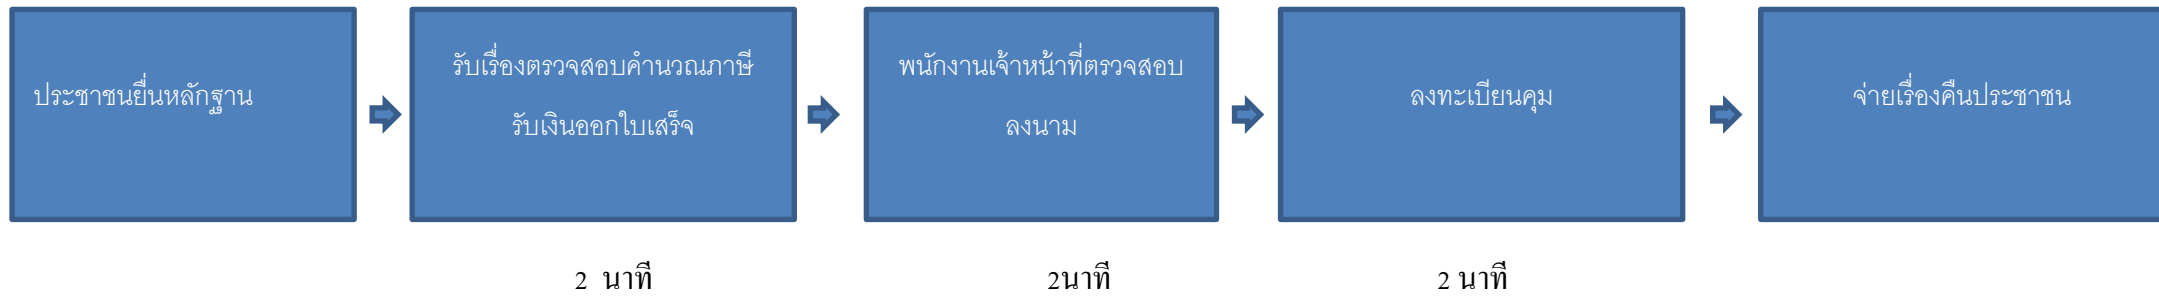 ประชาชนยื่นหลักฐาน
รับเรื่องตรวจสอบคำนวณภาษี
รับเงินออกใบเสร็จ
พนักงานเจ้าหน้าที่ตรวจสอบ
ลงนาม
ลงทะเบียนคุม
จ่ายเรื่องคืนประชาชน
2 นาที
2นาที
2 นาที